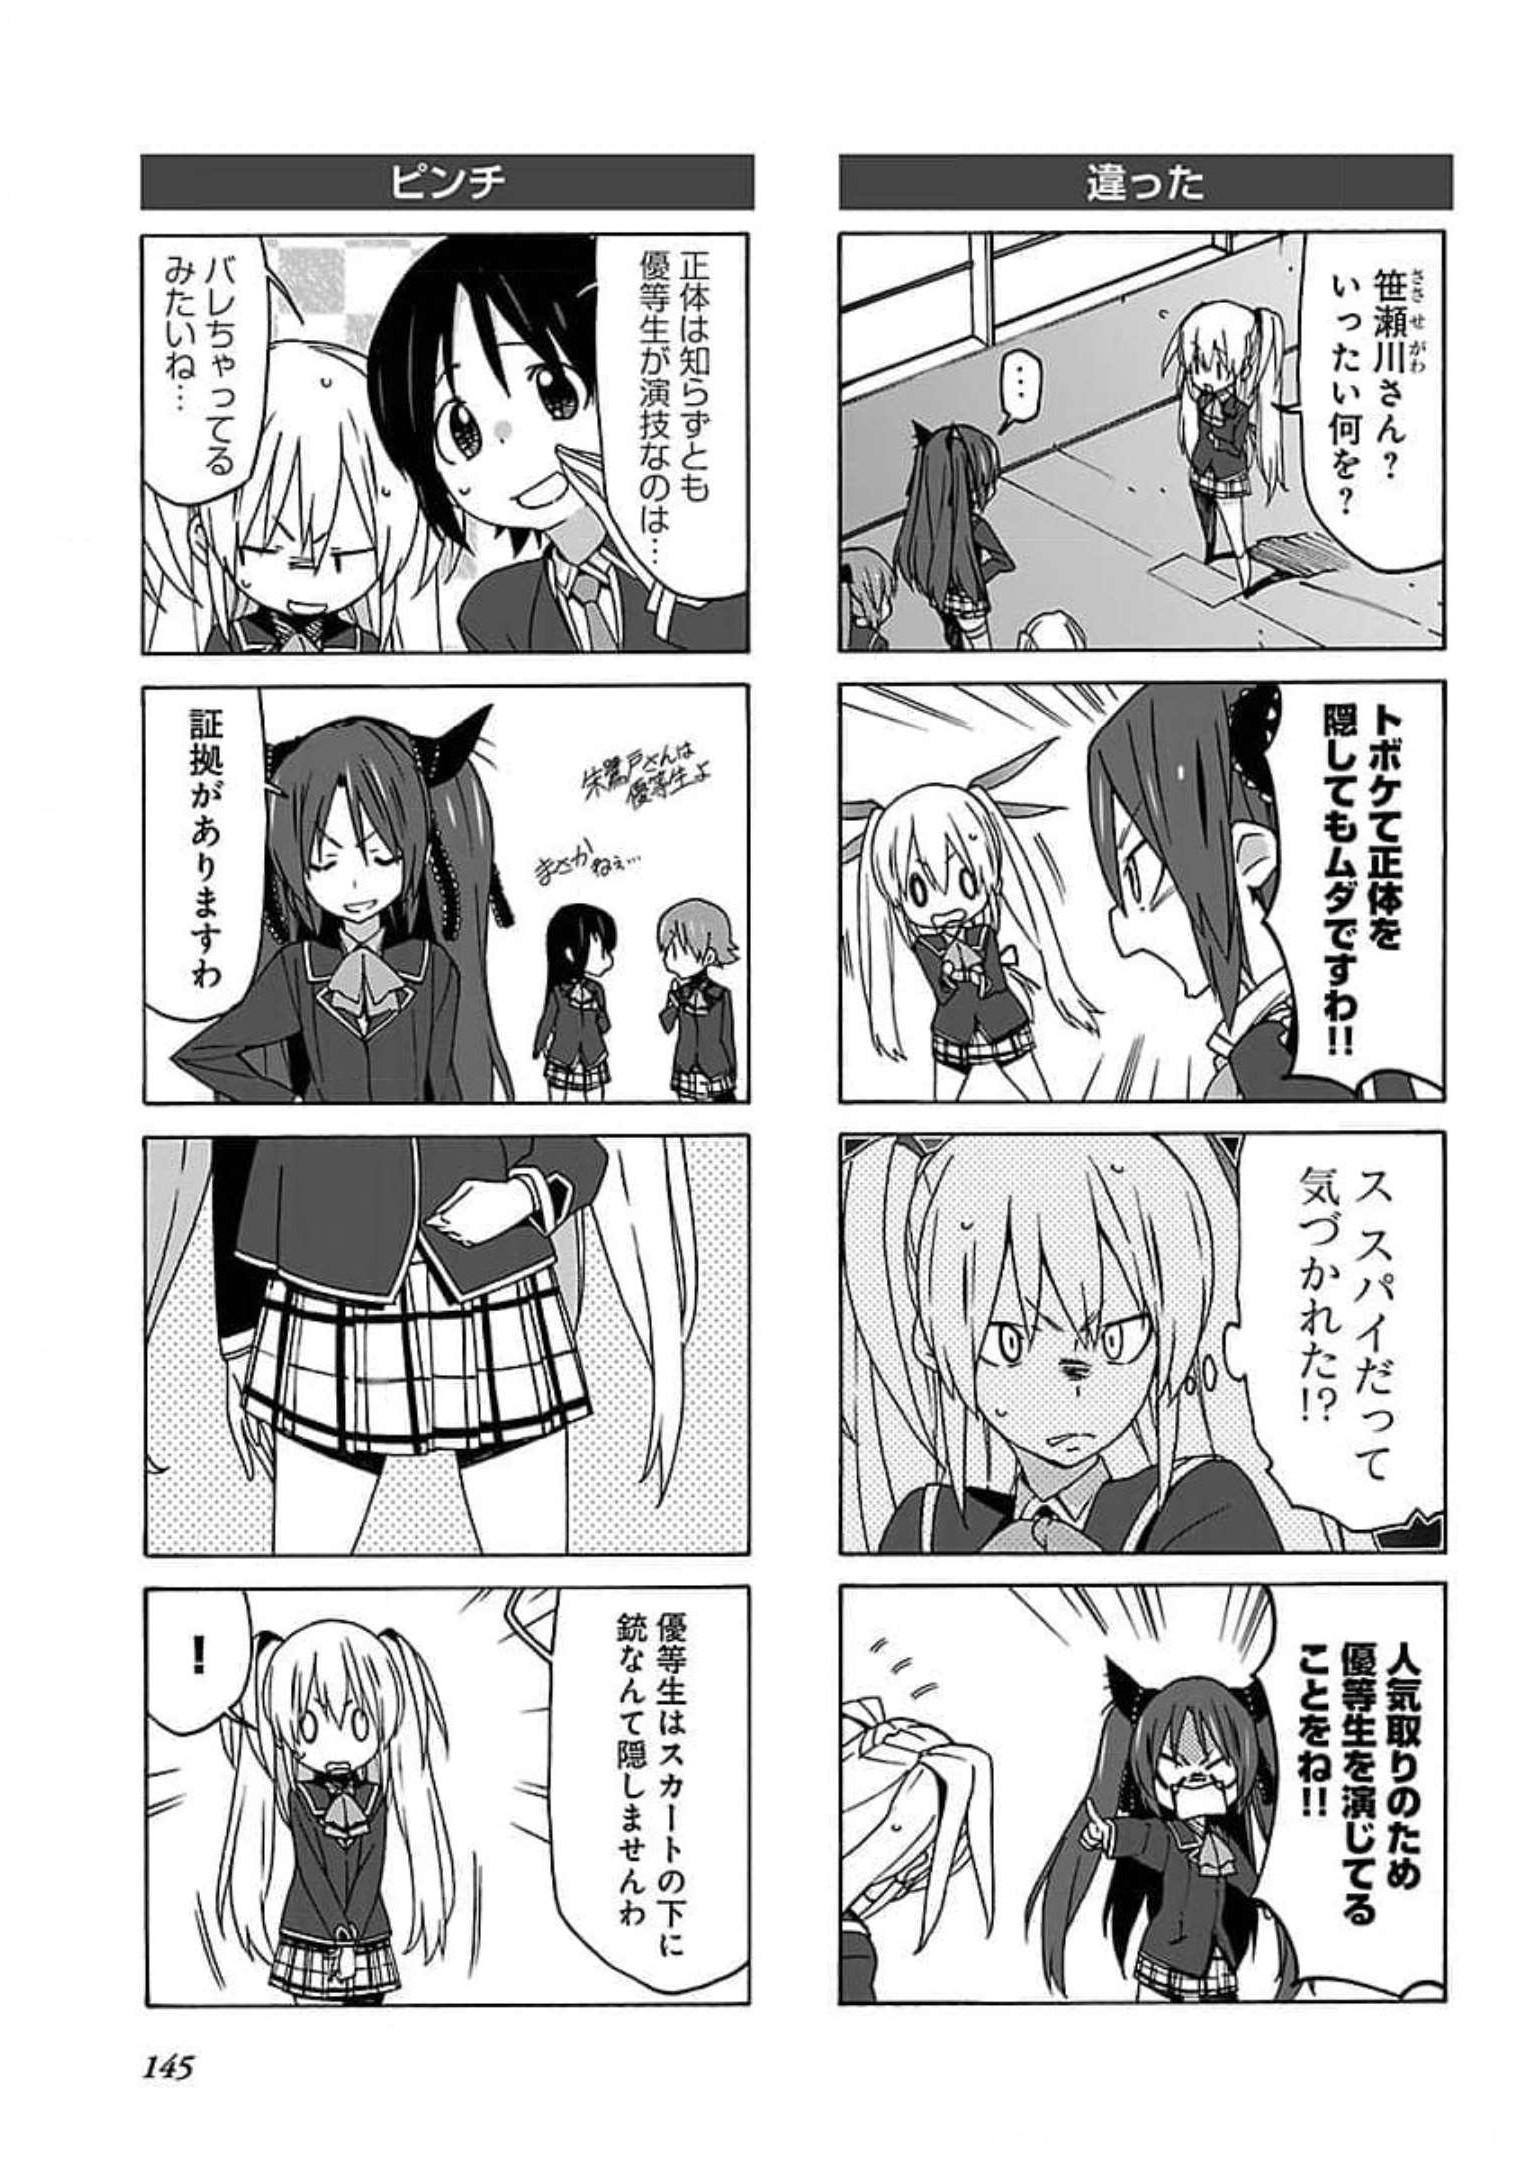 違った
笹瀬川さん?
ささせがわ
いったい何を?
…
トボケて正体を
隠してもムダですわ!!
ススパイだって
気づかれた!?
人気取りのため
優等生を演じてる
ことをね!!
ピンチ
正体は知らずとも
優等生が演技なのは…
バレちゃってる
みたいね…
朱鷺戸さんは
優等生よ
まさか
ねぇ…
証拠がありますわ
優等生はスカートの下に
銃なんて隠しませんわ
!
145